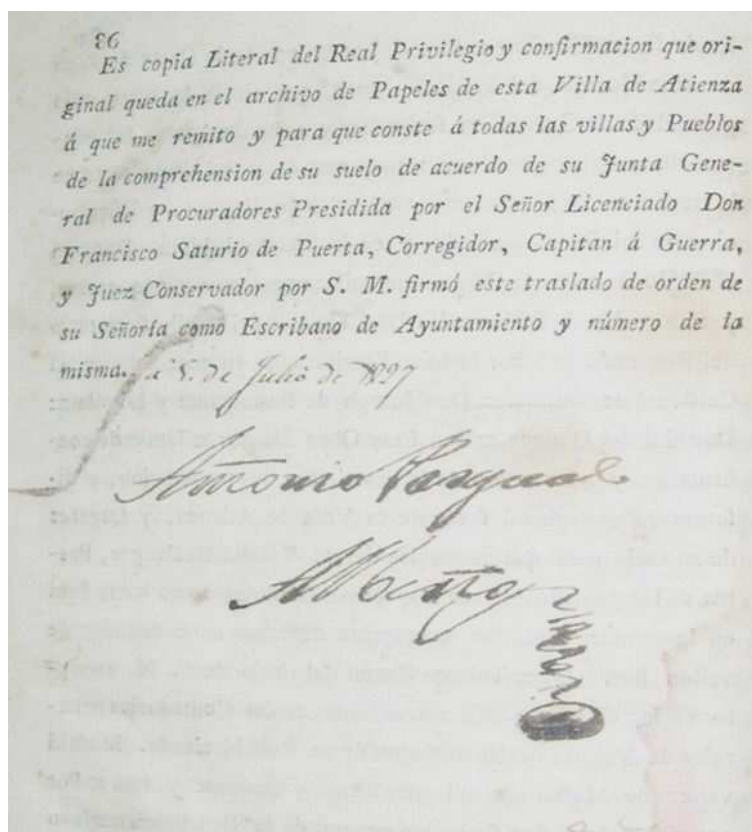 36
Es copia Literal del Real Privilegio y confirmacion que ori-
ginal queda en el archivo de Papeles de esta Villa de Atienza
á que me remito y para que conste á todas las villas y Pueblos
de la comprehension de su suelo de acuerdo de su Junta Gene-
ral de Procuradores Presidida por el Señor Licenciado Don
Francisco Saturio de Puerta, Corregidor, Capitan á Guerra,
y Juez Conservador por S. M. firmó este traslado de orden de
su Señoría como Escribano de Ayuntamiento y número de la
misma. de Julio de
Antonio Pasqual